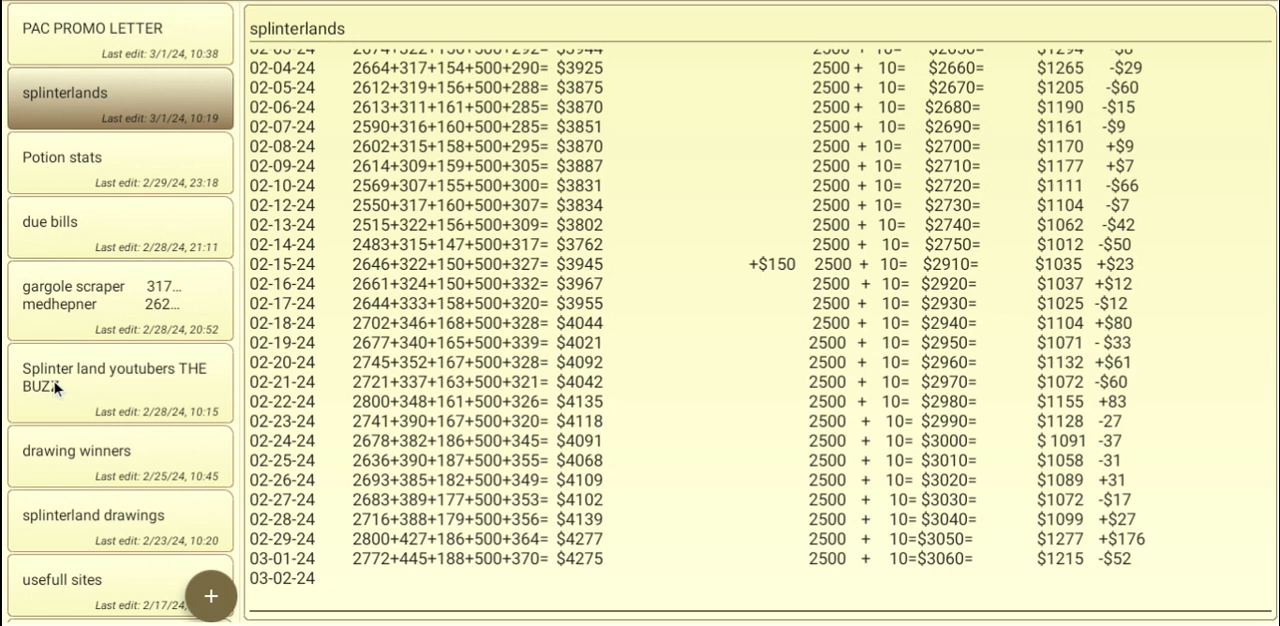 PAC PROMO LETTER
Last edit: 3/1/24, 10:38
splinterlands
Last edit: 3/1/24, 10:19
Potion stats
Last edit: 2/29/24, 23:18
due bills
Last edit: 2/28/24, 21:11
gargole scraper 317...
medhepner 262...
Last edit: 2/28/24, 20:52
Splinter land youtubers THE
BUZZ
Last edit: 2/28/24, 10:15
drawing winners
Last edit: 2/25/24, 10:45
splinterland drawings
Last edit: 2/23/24, 10:20
usefull sites
Last edit: 2/17/24,
+
splinterlands
02-04-24 2664+317+154+500+290= $3925 2500 + 10= $2660= $1265 -$29
02-05-24 2612+319+156+500+288= $3875 2500 + 10= $2670= $1205 -$60
02-06-24 2613+311+161+500+285= $3870 2500 + 10= $2680= $1190 -$15
02-07-24 2590+316+160+500+285= $3851 2500 + 10= $2690= $1161 -$9
02-08-24 2602+315+158+500+295= $3870 2500 + 10= $2700= $1170 +$9
02-09-24 2614+309+159+500+305= $3887 2500 + 10= $2710= $1177 +$7
02-10-24 2569+307+155+500+300= $3831 2500 + 10= $2720= $1111 -$66
02-12-24 2550+317+160+500+307= $3834 2500 + 10= $2730= $1104 -$7
02-13-24 2515+322+156+500+309= $3802 2500 + 10= $2740= $1062 -$42
02-14-24 2483+315+147+500+317= $3762 2500 + 10= $2750= $1012 -$50
02-15-24 2646+322+150+500+327= $3945 +$150 2500 + 10= $2910= $1035 +$23
02-16-24 2661+324+150+500+332= $3967 2500 + 10= $2920= $1037 +$12
02-17-24 2644+333+158+500+320= $3955 2500 + 10= $2930= $1025 -$12
02-18-24 2702+346+168+500+328= $4044 2500 + 10= $2940= $1104 +$80
02-19-24 2677+340+165+500+339= $4021 2500 + 10= $2950= $1071 - $33
02-20-24 2745+352+167+500+328= $4092 2500 + 10= $2960= $1132 +$61
02-21-24 2721+337+163+500+321= $4042 2500 + 10= $2970= $1072 -$60
02-22-24 2800+348+161+500+326= $4135 2500 + 10= $2980= $1155 +83
02-23-24 2741+390+167+500+320= $4118 2500 + 10= $2990= $1128 -27
02-24-24 2678+382+186+500+345= $4091 2500 + 10= $3000= $ 1091 -37
02-25-24 2636+390+187+500+355= $4068 2500 + 10= $3010= $1058 -31
02-26-24 2693+385+182+500+349= $4109 2500 + 10= $3020= $1089 +31
02-27-24 2683+389+177+500+353= $4102 2500 + 10= $3030= $1072 -$17
02-28-24 2716+388+179+500+356= $4139 2500 + 10= $3040= $1099 +$27
02-29-24 2800+427+186+500+364= $4277 2500 + 10=$3050= $1277 +$176
03-01-24 2772+445+188+500+370= $4275 2500 + 10=$3060= $1215 -$52
03-02-24